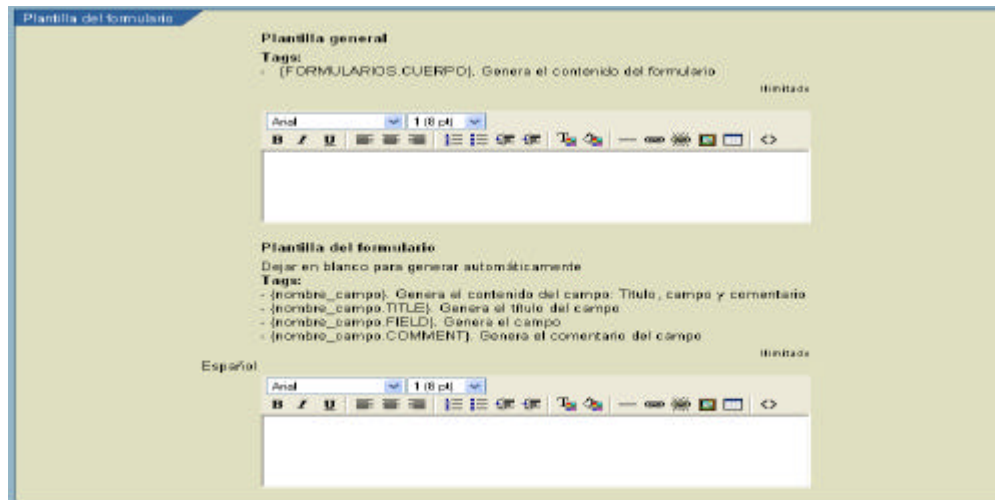 Plantilla del formulario
Plantilla general
Tags:
- {FORMULARIOS.CUERPO}. Genera el contenido del formulario
Ilimitado
Arial 1 (8 pt)
B I U
Plantilla del formulario
Dejar en blanco para generar automáticamente
Tags:
- {nombre_campo}. Genera el contenido del campo: Título, campo y comentario
- {nombre_campo.TITLE}. Genera el título del campo
- {nombre_campo.FIELD}. Genera el campo
- {nombre_campo.COMMENT}. Genera el comentario del campo
Ilimitado
Español
Arial 1 (8 pt)
B I U